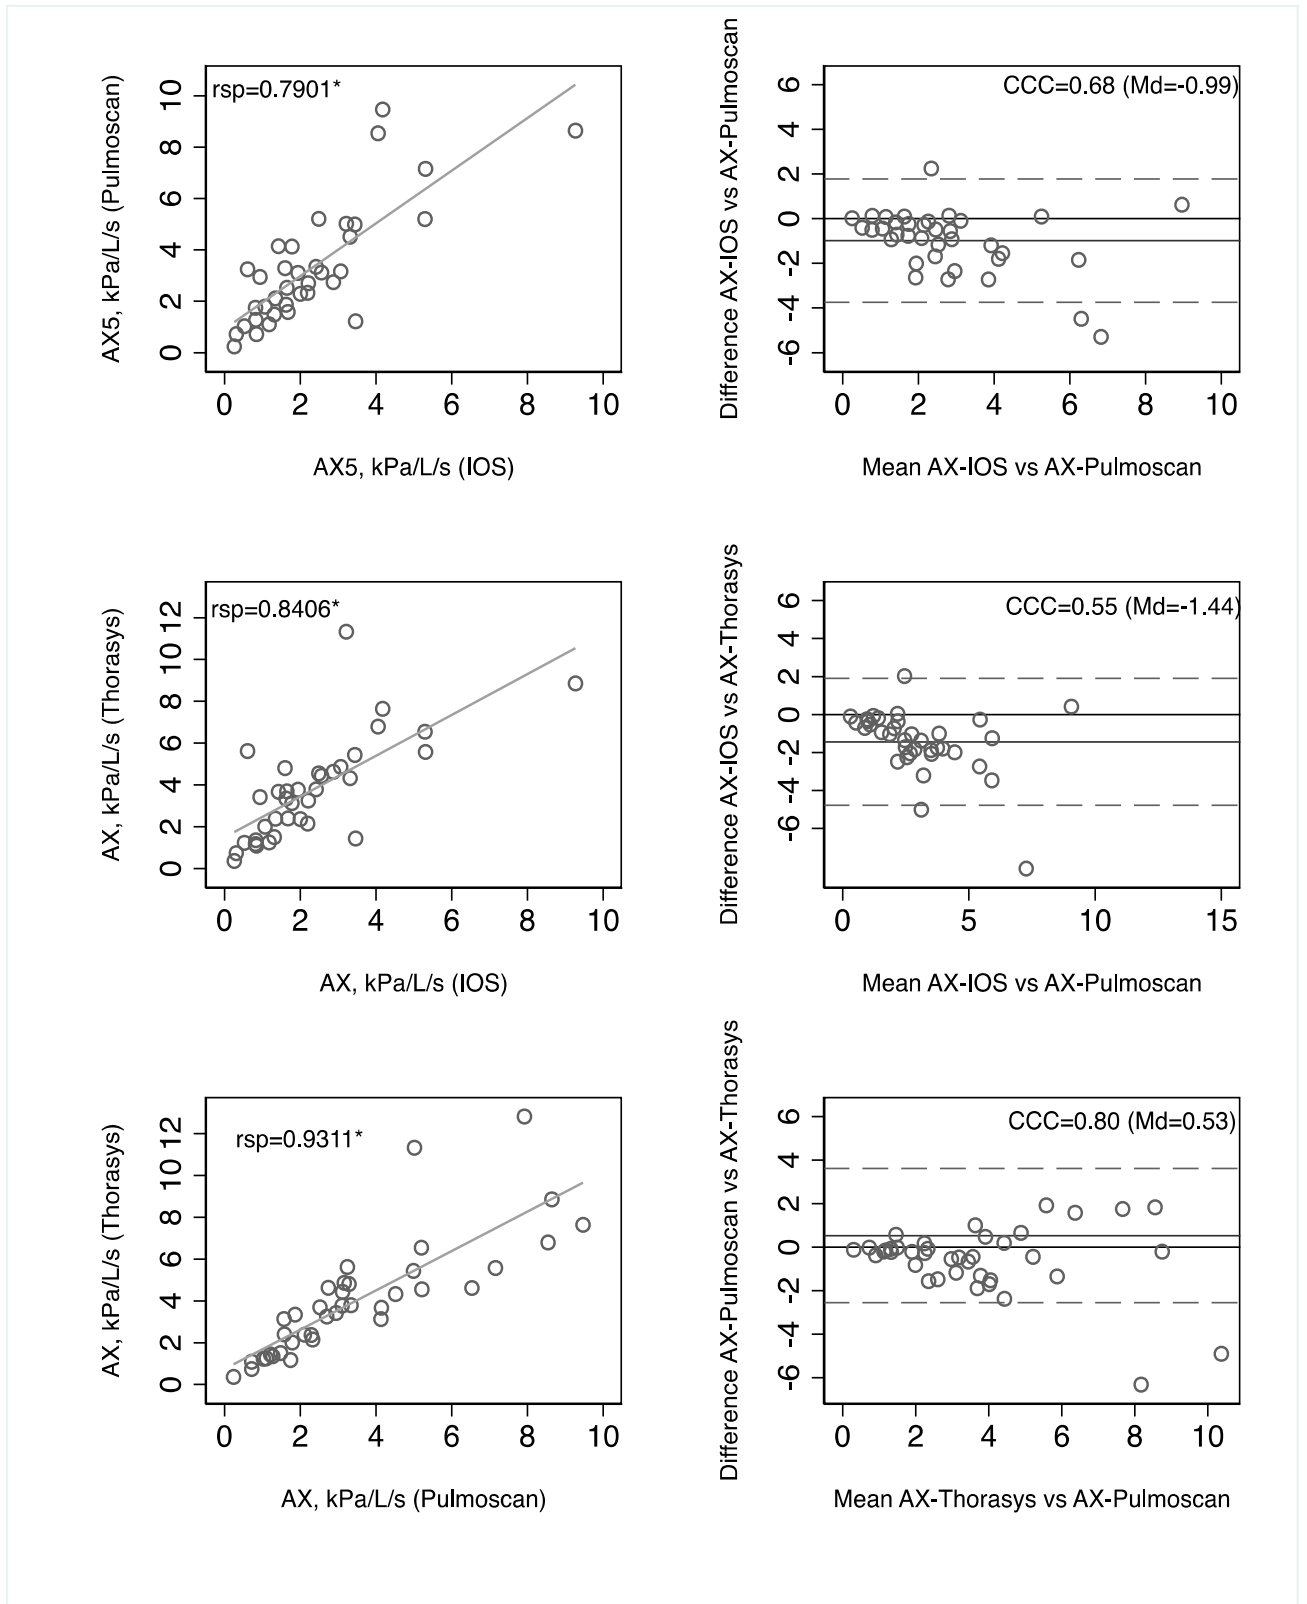 AX5, kPa/L/s (Pulmoscan)
10
8
6
4
2
0
rsp=0.7901*
0 2 4 6 8 10
AX5, kPa/L/s (IOS)
Difference AX-IOS vs AX-Pulmoscan
6
4
2
0
-2
-4
-6
CCC=0.68 (Md=-0.99)
0 2 4 6 8 10
Mean AX-IOS vs AX-Pulmoscan
AX, kPa/L/s (Thorasys)
12
10
8
6
4
2
0
rsp=0.8406*
0 2 4 6 8 10
AX, kPa/L/s (IOS)
Difference AX-IOS vs AX-Thorasys
6
4
2
0
-2
-4
-6
CCC=0.55 (Md=-1.44)
0 5 10 15
Mean AX-IOS vs AX-Pulmoscan
AX, kPa/L/s (Thorasys)
12
10
8
6
4
2
0
rsp=0.9311*
0 2 4 6 8 10
AX, kPa/L/s (Pulmoscan)
Difference AX-Pulmoscan vs AX-Thorasys
6
4
2
0
-2
-4
-6
CCC=0.80 (Md=0.53)
0 2 4 6 8 10
Mean AX-Thorasys vs AX-Pulmoscan